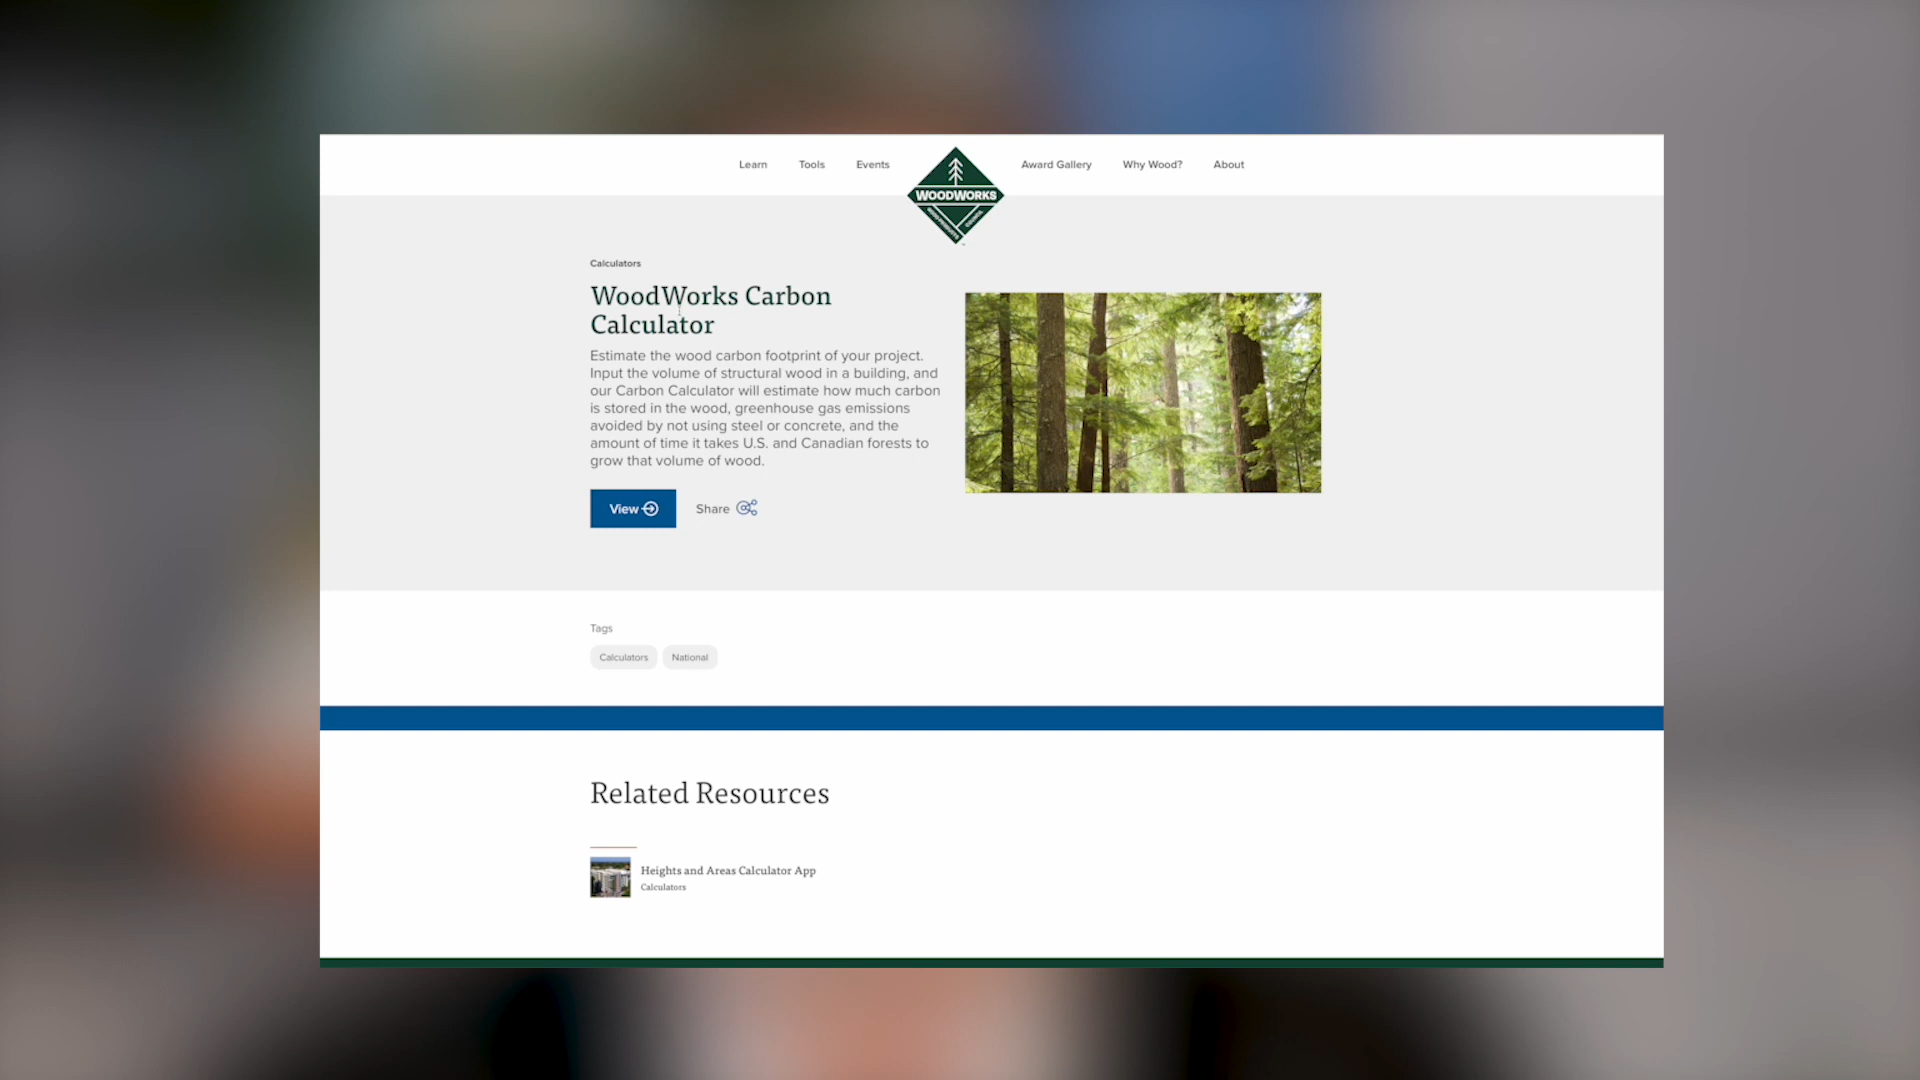 Learn
Tools
Events
WOODWORKS
Award Gallery
Why Wood?
About
Calculators
WoodWorks Carbon
Calculator
Estimate the wood carbon footprint of your project.
Input the volume of structural wood in a building, and
our Carbon Calculator will estimate how much carbon
is stored in the wood, greenhouse gas emissions
avoided by not using steel or concrete, and the
amount of time it takes U.S. and Canadian forests to
grow that volume of wood.
View
Share
Tags
Calculators
National
Related Resources
Heights and Areas Calculator App
Calculators